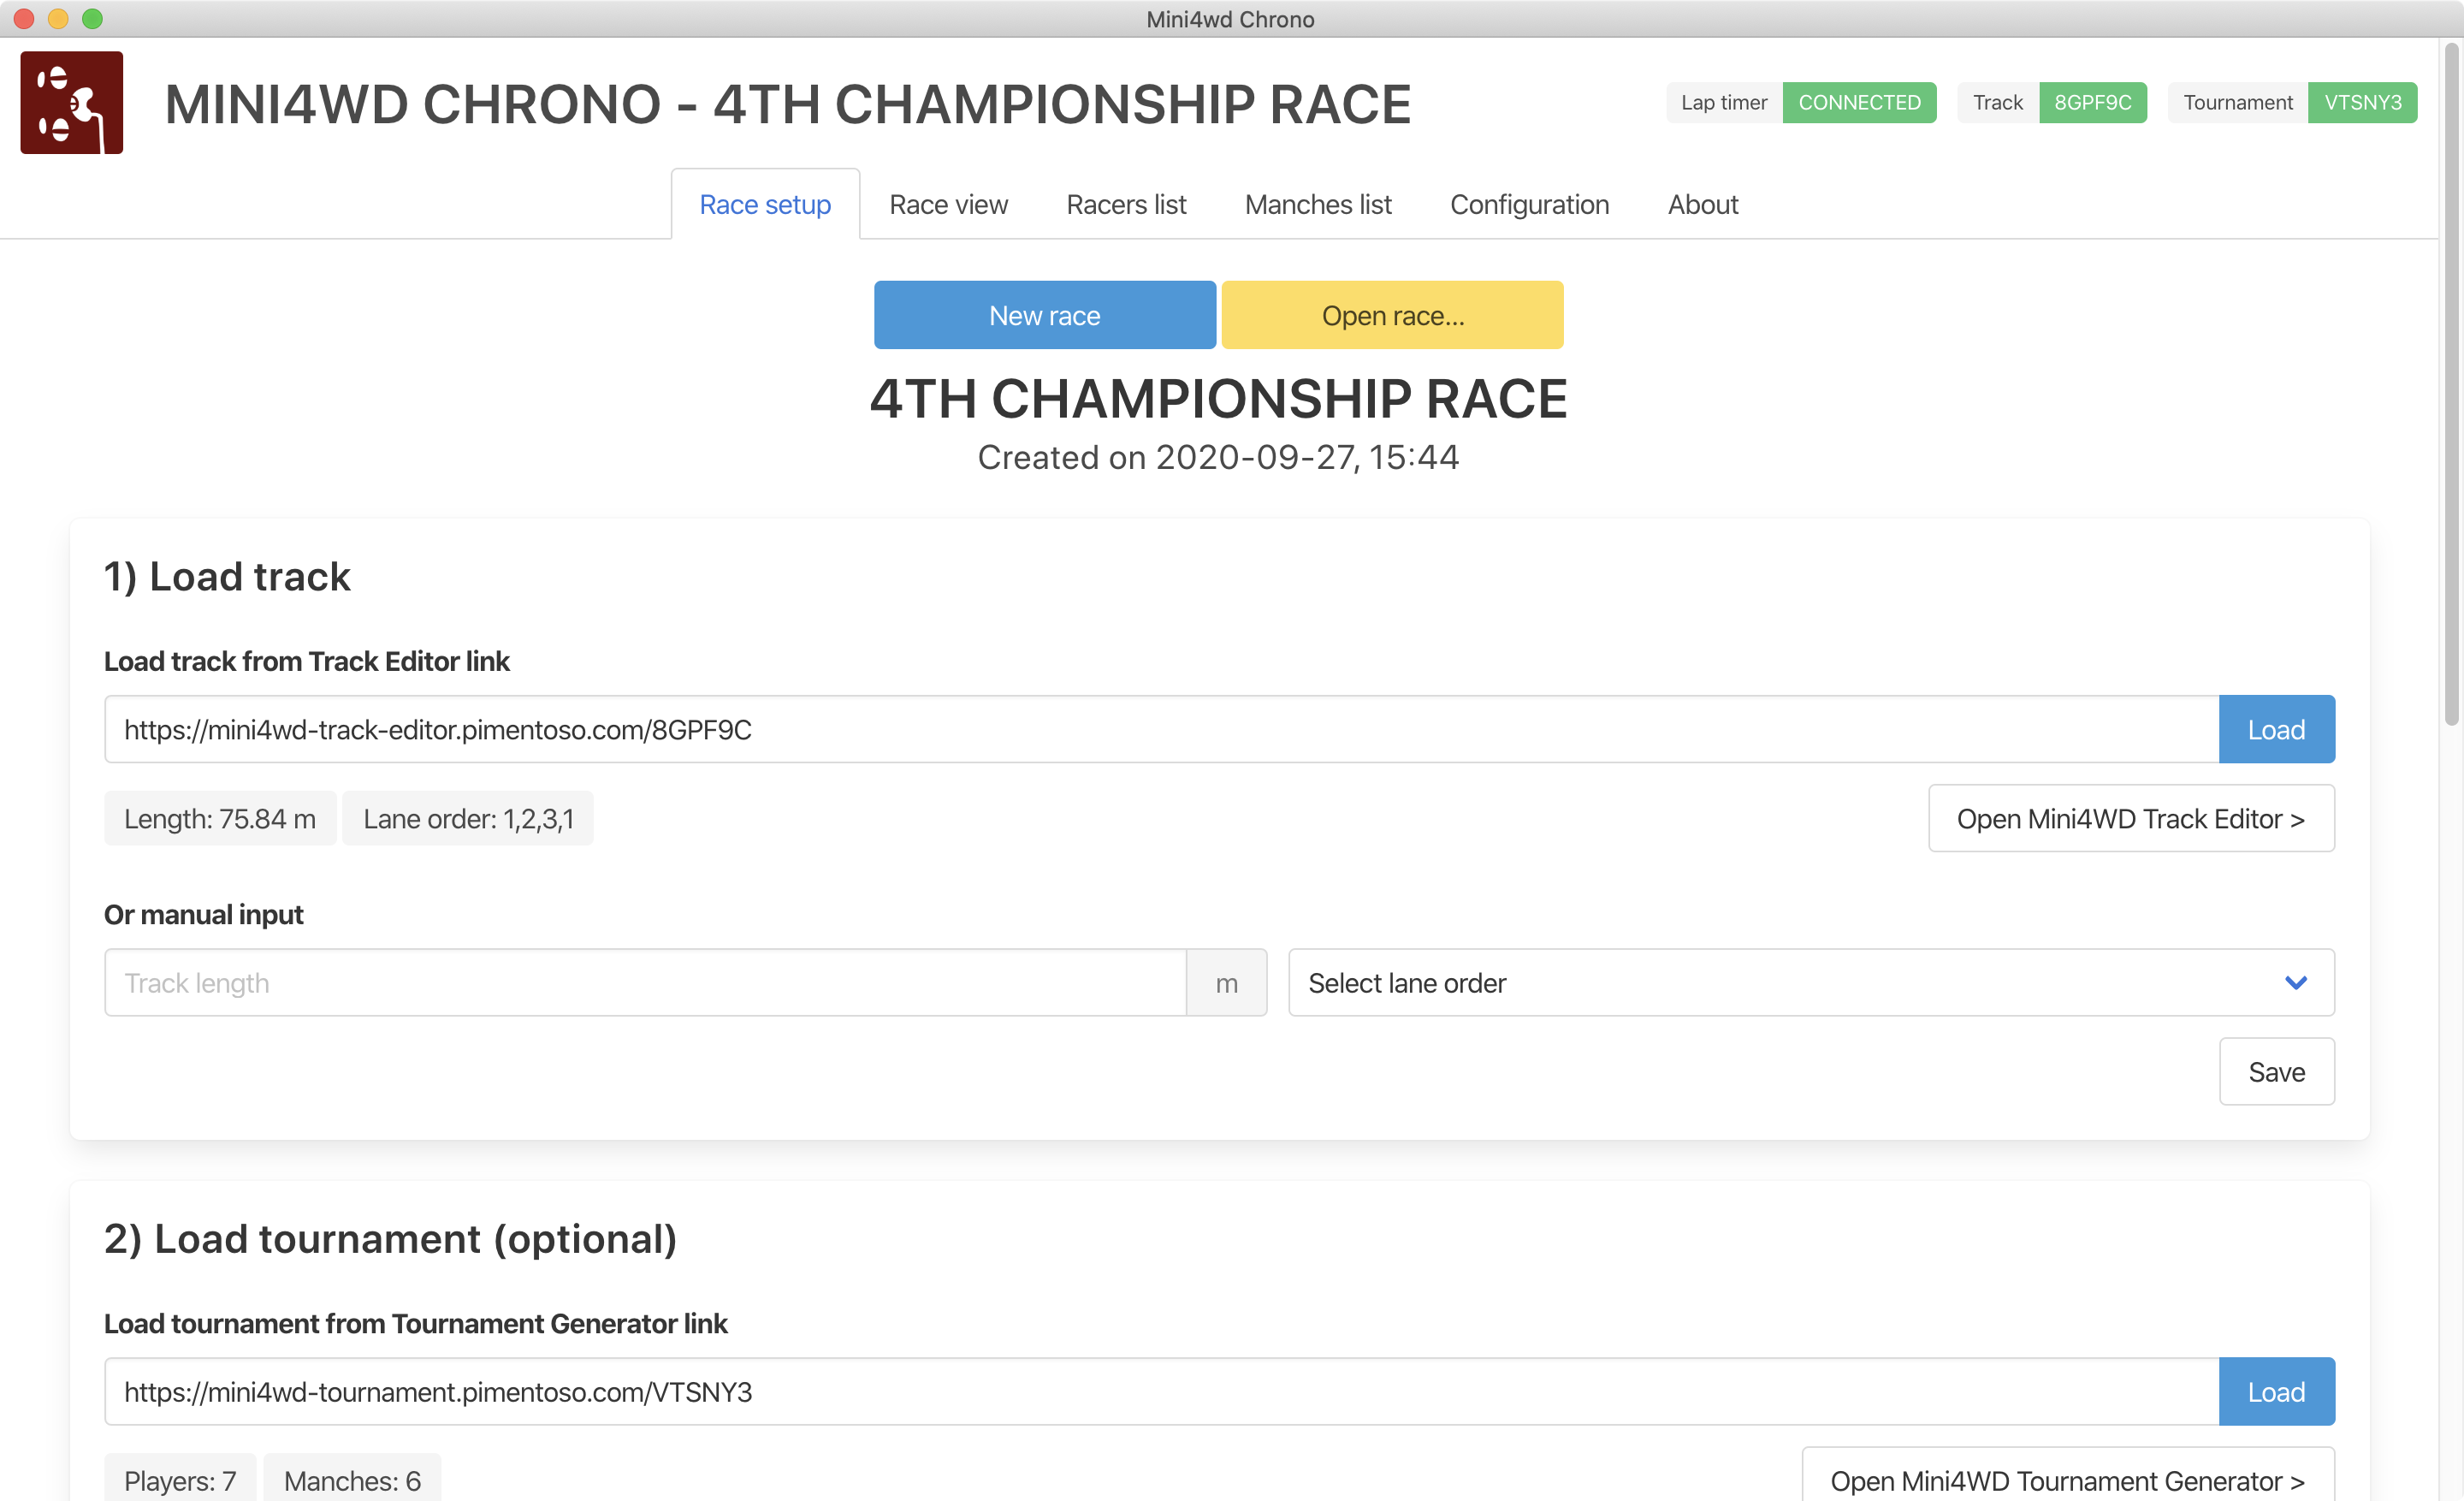 Mini4wd Chrono
MINI4WD CHRONO - 4TH CHAMPIONSHIP RACE
Lap timer CONNECTED Track 8GPF9C Tournament VTSNY3
Race setup Race view Racers list Manches list Configuration About
New race Open race...
4TH CHAMPIONSHIP RACE
Created on 2020-09-27, 15:44
1) Load track
Load track from Track Editor link
https://mini4wd-track-editor.pimentoso.com/8GPF9C Load
Length: 75.84 m Lane order: 1,2,3,1 Open Mini4WD Track Editor >
Or manual input
Track length m Select lane order
Save
2) Load tournament (optional)
Load tournament from Tournament Generator link
https://mini4wd-tournament.pimentoso.com/VTSNY3 Load
Players: 7 Manches: 6 Open Mini4WD Tournament Generator >